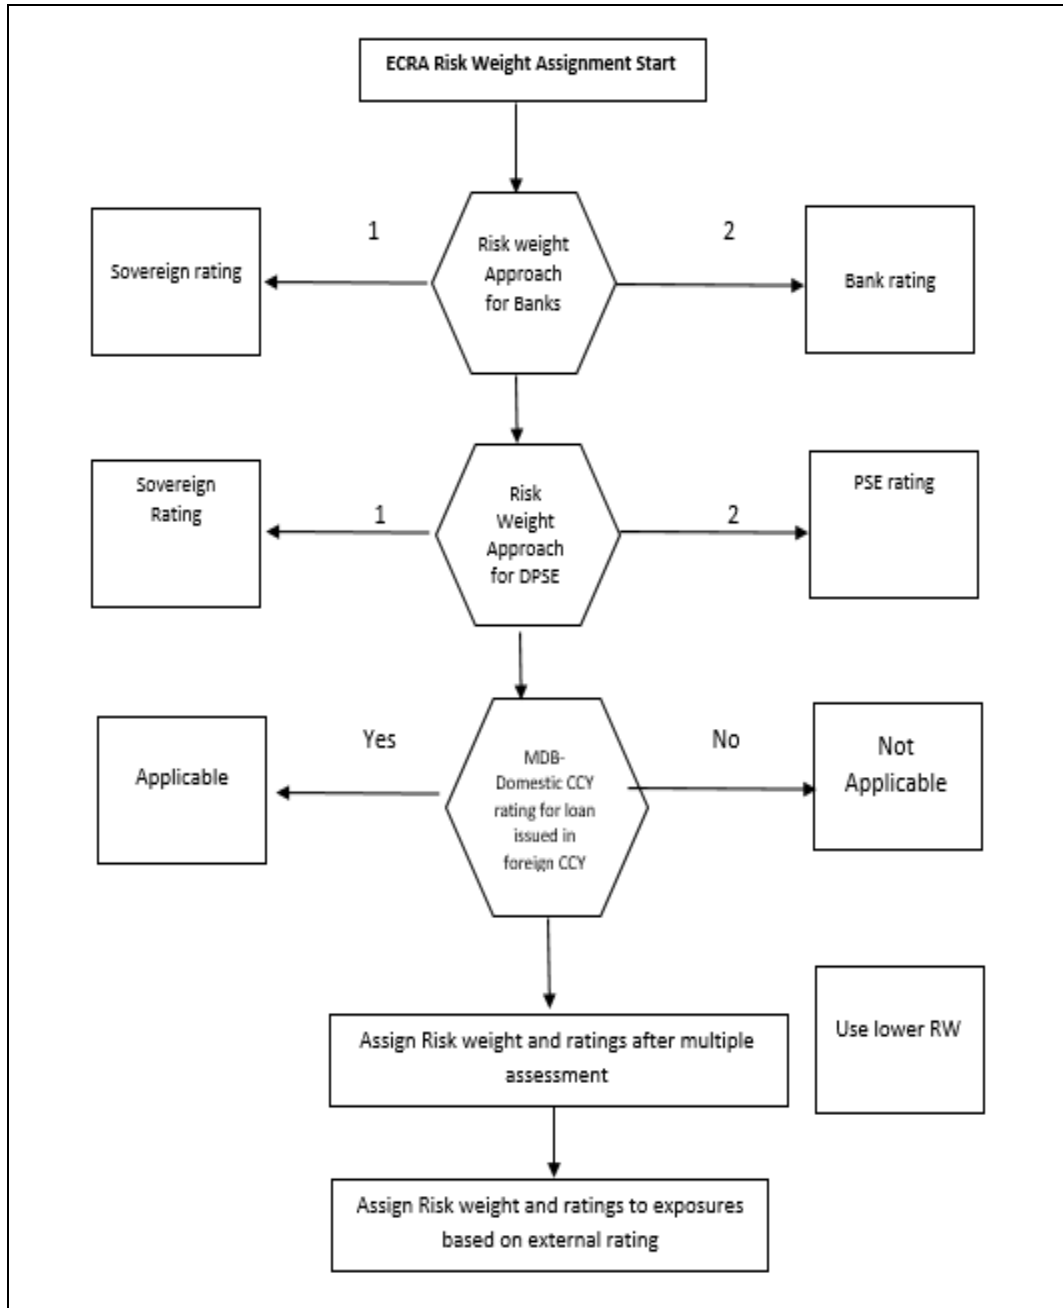 ECRA Risk Weight Assignment Start
1
2
Sovereign rating
Risk weight
Approach
for Banks
Bank rating
Sovereign
Rating
1
Risk
Weight
Approach
for DPSE
2
PSE rating
Applicable
Yes
MDB-
Domestic CCY
rating for loan
issued in
foreign CCY
No
Not
Applicable
Assign Risk weight and ratings after multiple
assessment
Use lower RW
Assign Risk weight and ratings to exposures
based on external rating